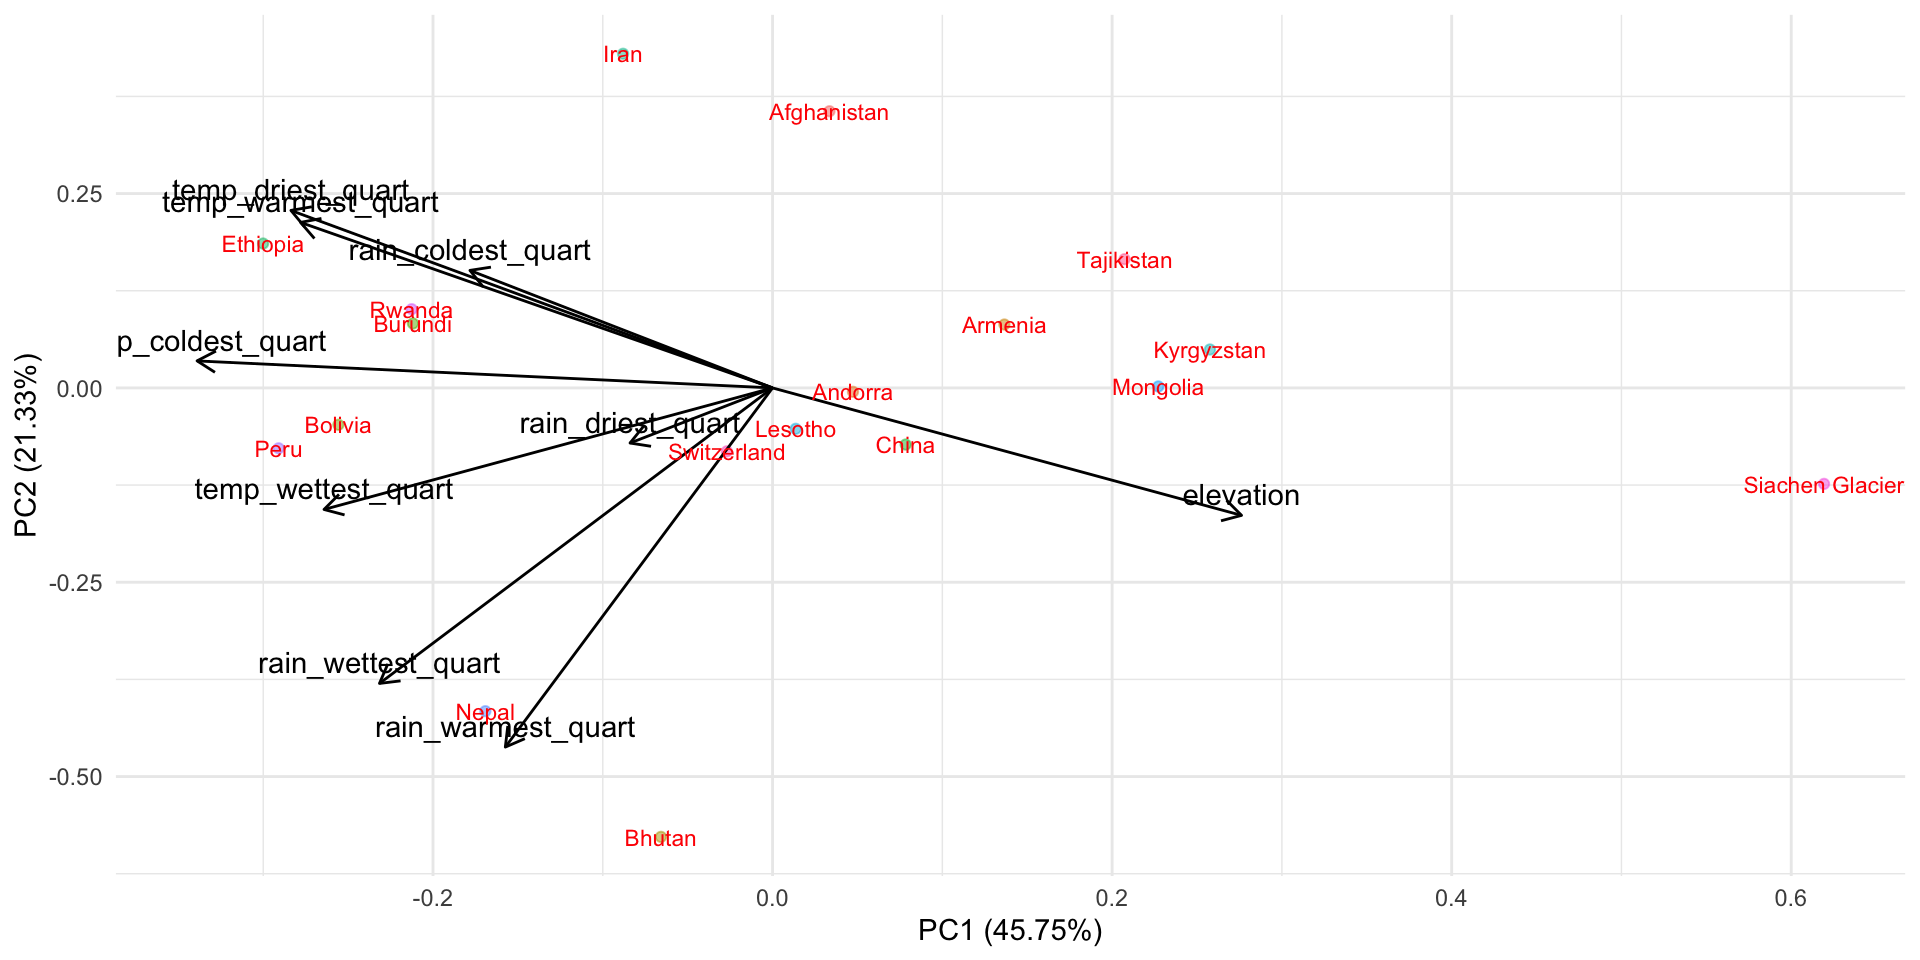 Iran
Afghanistan
temp_driest_quart
0.25
temp_warmest_quart
Ethiopia
rain_coldest_quart
Tajikistan
Rwanda
Burundi
Armenia
p_coldest_quart
Kyrgyzstan
0.00
Mongolia
Andorra
rain_driest_quart
Bolivia
Lesotho
China
Peru
Switzerland
temp_wettest_quart
elevation
Siachen Glacier
-0.25
rain_wettest_quart
Nepal
rain_warmest_quart
-0.50
Bhutan
-0.2
0.0
0.2
0.4
0.6
PC1 (45.75%)
PC2 (21.33%)